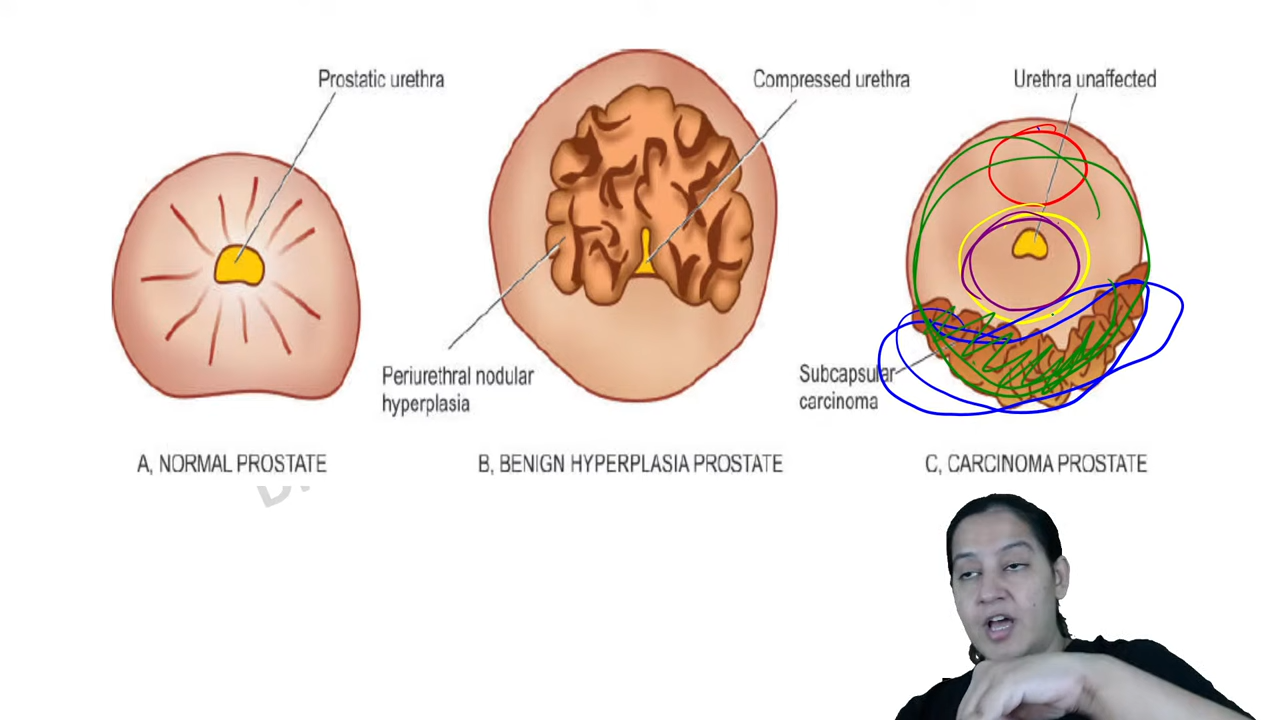 Prostatic urethra
Compressed urethra
Urethra unaffected
Periurethral nodular
hyperplasia
Subcapsular
carcinoma
A, NORMAL PROSTATE
B, BENIGN HYPERPLASIA PROSTATE
C, CARCINOMA PROSTATE